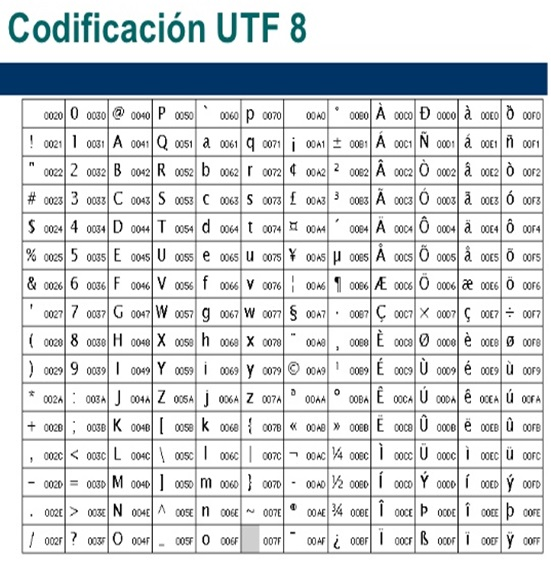 Codificación UTF 8
0020 0 0030 @ 0040 P 0050 ` 0060 p 0070 00A0 ° 00B0 À 00C0 Ð 00D0 à 00E0 ð 00F0
! 0021 1 0031 A 0041 Q 0051 a 0061 q 0071 ¡ 00A1 ± 00B1 Á 00C1 Ñ 00D1 á 00E1 ñ 00F1
" 0022 2 0032 B 0042 R 0052 b 0062 r 0072 ¢ 00A2 ² 00B2 Â 00C2 Ò 00D2 â 00E2 ò 00F2
# 0023 3 0033 C 0043 S 0053 c 0063 s 0073 £ 00A3 ³ 00B3 Ã 00C3 Ó 00D3 ã 00E3 ó 00F3
$ 0024 4 0034 D 0044 T 0054 d 0064 t 0074 ¤ 00A4 ´ 00B4 Ä 00C4 Ô 00D4 ä 00E4 ô 00F4
% 0025 5 0035 E 0045 U 0055 e 0065 u 0075 ¥ 00A5 µ 00B5 Å 00C5 Õ 00D5 å 00E5 õ 00F5
& 0026 6 0036 F 0046 V 0056 f 0066 v 0076 ¦ 00A6 ¶ 00B6 Æ 00C6 Ö 00D6 æ 00E6 ö 00F6
' 0027 7 0037 G 0047 W 0057 g 0067 w 0077 § 00A7 · 00B7 Ç 00C7 × 00D7 ç 00E7 ÷ 00F7
( 0028 8 0038 H 0048 X 0058 h 0068 x 0078 ¨ 00A8 ¸ 00B8 È 00C8 Ø 00D8 è 00E8 ø 00F8
) 0029 9 0039 I 0049 Y 0059 i 0069 y 0079 © 00A9 ¹ 00B9 É 00C9 Ù 00D9 é 00E9 ù 00F9
* 002A : 003A J 004A Z 005A j 006A z 007A ª 00AA º 00BA Ê 00CA Ú 00DA ê 00EA ú 00FA
+ 002B ; 003B K 004B [ 005B k 006B { 007B « 00AB » 00BB Ë 00CB Û 00DB ë 00EB û 00FB
, 002C < 003C L 004C \ 005C l 006C | 007C ¬ 00AC ¼ 00BC Ì 00CC Ü 00DC ì 00EC ü 00FC
- 002D = 003D M 004D ] 005D m 006D } 007D - 00AD ½ 00BD Í 00CD Ý 00DD í 00ED ý 00FD
. 002E > 003E N 004E ^ 005E n 006E ~ 007E ® 00AE ¾ 00BE Î 00CE Þ 00DE î 00EE þ 00FE
/ 002F ? 003F O 004F _ 005F o 006F 007F ¯ 00AF ¿ 00BF Ï 00CF ß 00DF ï 00EF ÿ 00FF